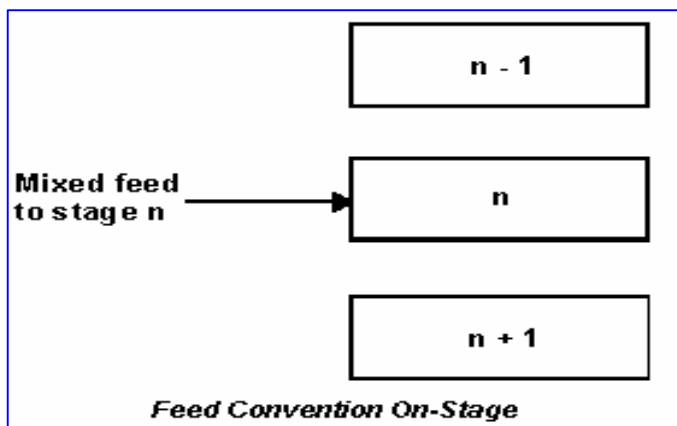 n - 1
Mixed feed
to stage n
n
n + 1
Feed Convention On-Stage